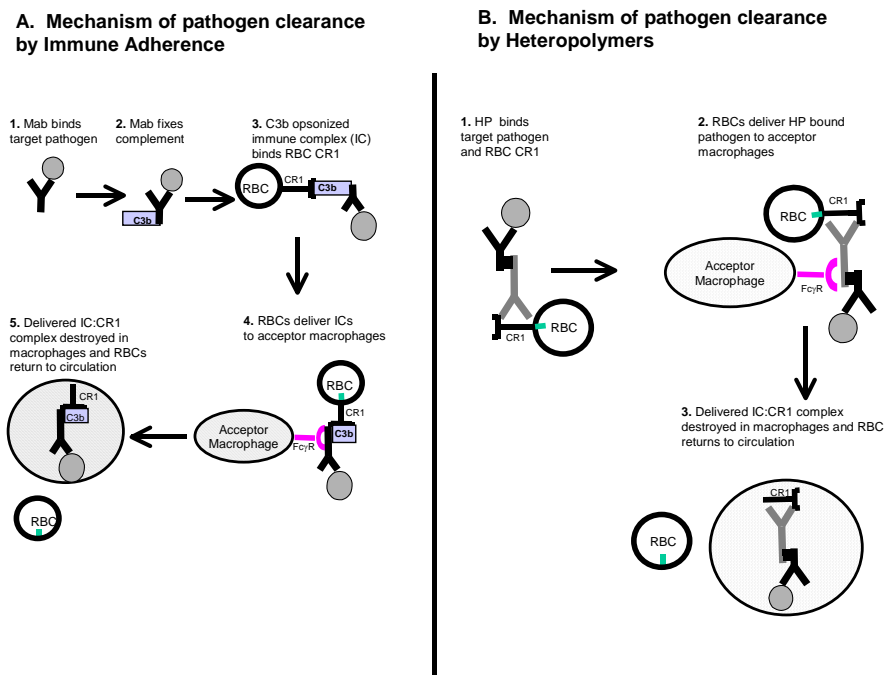 A.  Mechanism of pathogen clearance
by Immune Adherence
1. Mab binds
target pathogen
2. Mab fixes
complement
3. C3b opsonized
immune complex (IC)
binds RBC CR1
C3b
RBC
CR1
C3b
4. RBCs deliver ICs
to acceptor macrophages
RBC
CR1
C3b
Acceptor
Macrophage
FcγR
5. Delivered IC:CR1
complex destroyed in
macrophages and RBCs
return to circulation
CR1
C3b
RBC
B.  Mechanism of pathogen clearance
by Heteropolymers
1. HP  binds
target pathogen
and RBC CR1
RBC
CR1
2. RBCs deliver HP bound
pathogen to acceptor
macrophages
RBC
CR1
Acceptor
Macrophage
FcγR
3. Delivered IC:CR1 complex
destroyed in macrophages and RBC
returns to circulation
CR1
RBC